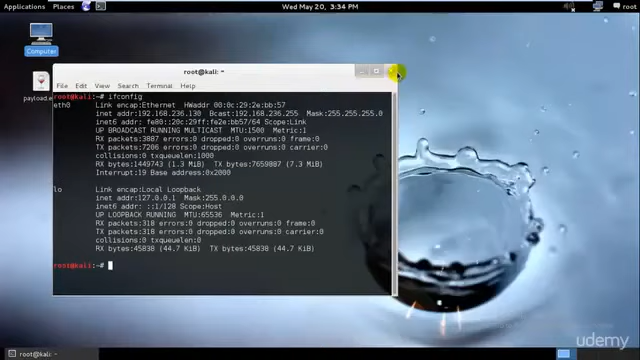 Applications Places Wed May 20, 3:34 PM root
Computer
payload.e
root@kali: ~
File Edit View Search Terminal Help
root@kali:~# ifconfig
eth0 Link encap:Ethernet HWaddr 00:0c:29:2e:bb:57
inet addr:192.168.236.130 Bcast:192.168.236.255 Mask:255.255.255.0
inet6 addr: fe80::20c:29ff:fe2e:bb57/64 Scope:Link
UP BROADCAST RUNNING MULTICAST MTU:1500 Metric:1
RX packets:3887 errors:0 dropped:0 overruns:0 frame:0
TX packets:7206 errors:0 dropped:0 overruns:0 carrier:0
collisions:0 txqueuelen:1000
RX bytes:1449743 (1.3 MiB) TX bytes:7659887 (7.3 MiB)
Interrupt:19 Base address:0x2000
lo Link encap:Local Loopback
inet addr:127.0.0.1 Mask:255.0.0.0
inet6 addr: ::1/128 Scope:Host
UP LOOPBACK RUNNING MTU:65536 Metric:1
RX packets:318 errors:0 dropped:0 overruns:0 frame:0
TX packets:318 errors:0 dropped:0 overruns:0 carrier:0
collisions:0 txqueuelen:0
RX bytes:45838 (44.7 KiB) TX bytes:45838 (44.7 KiB)
root@kali:~#
udemy
root@kali: ~